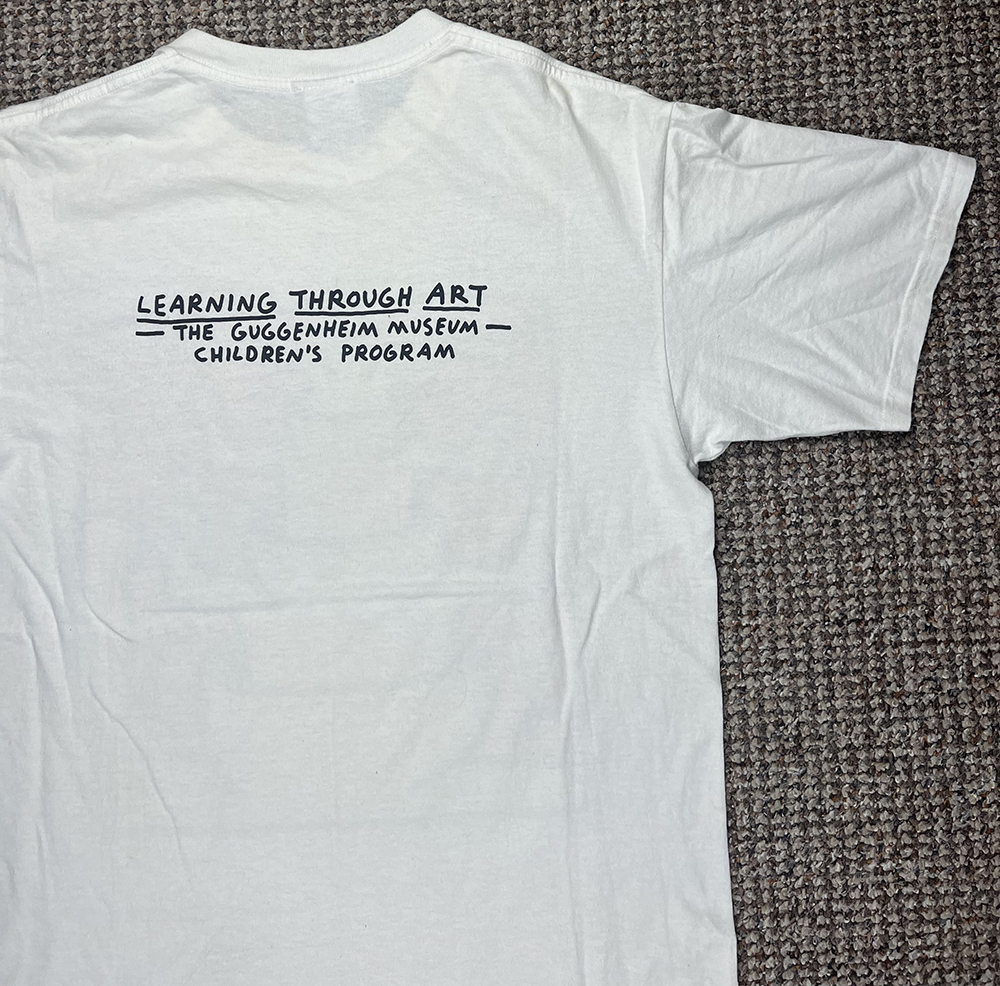 LEARNING THROUGH ART
— THE GUGGENHEIM MUSEUM —
CHILDREN'S PROGRAM